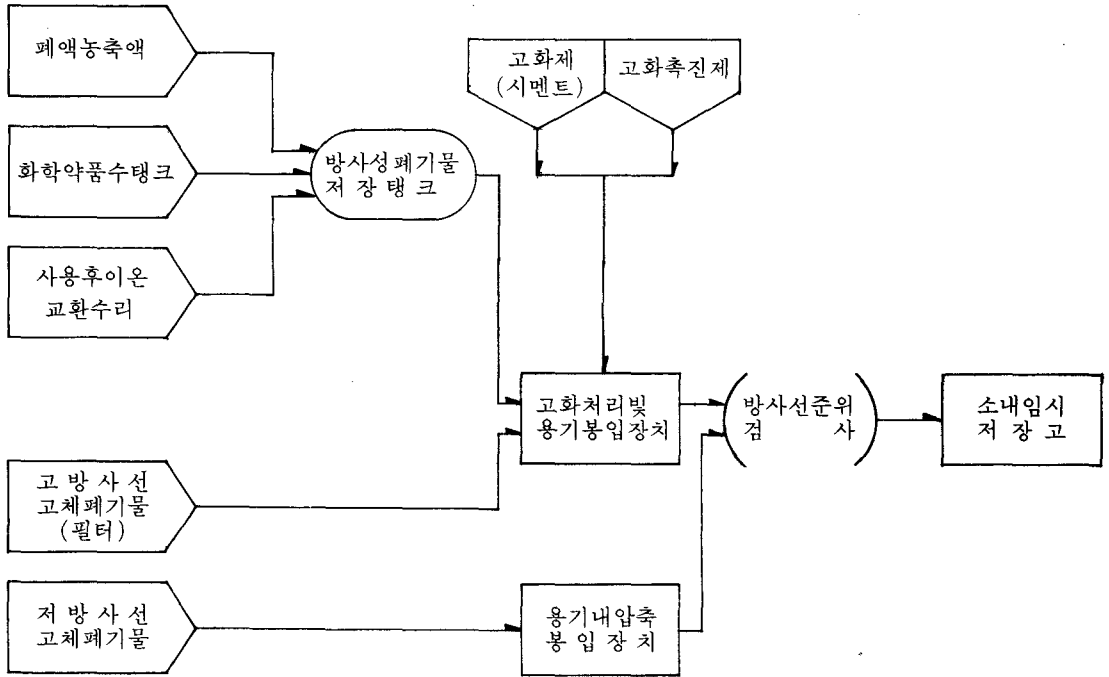 폐액농축액
화학약품수탱크
사용후이온
교환수리
고 방 사 선
고체폐기물
(필터)
저 방 사 선
고체폐기물
방사성폐기물
저 장 탱 크
고화제
(시멘트)
고화촉진제
고화처리및
용기봉입장치
용기내압축
봉 입 장 치
방사선준위
검 사
소내임시
저 장 고